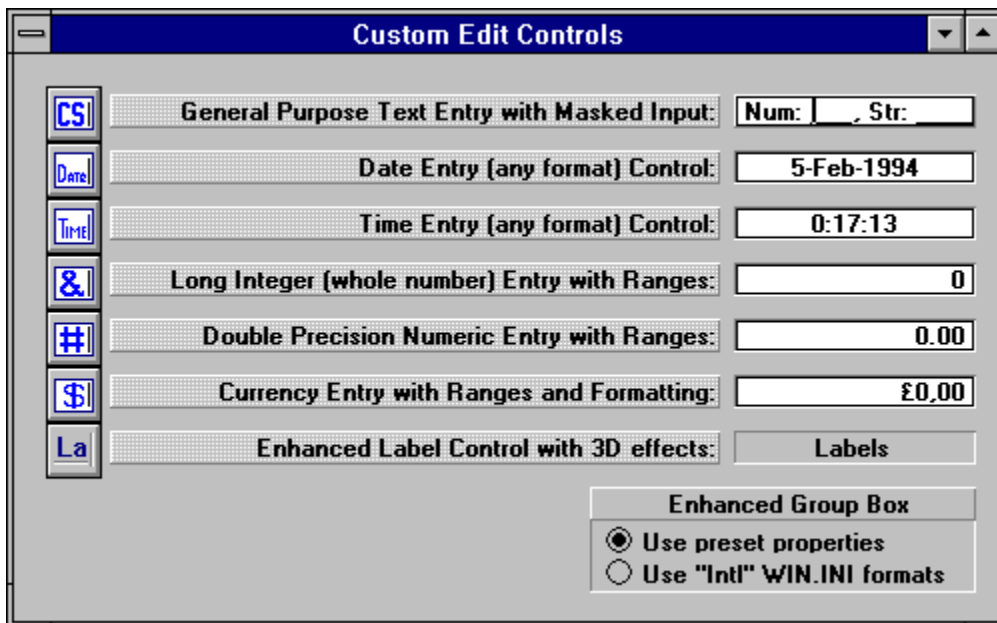 Custom Edit Controls
CS General Purpose Text Entry with Masked Input: Num: ___, Str: _____
Date Date Entry (any format) Control: 5-Feb-1994
Time Time Entry (any format) Control: 0:17:13
& Long Integer (whole number) Entry with Ranges: 0
# Double Precision Numeric Entry with Ranges: 0.00
$ Currency Entry with Ranges and Formatting: £0,00
La Enhanced Label Control with 3D effects: Labels
Enhanced Group Box
Use preset properties
Use "Intl" WIN.INI formats